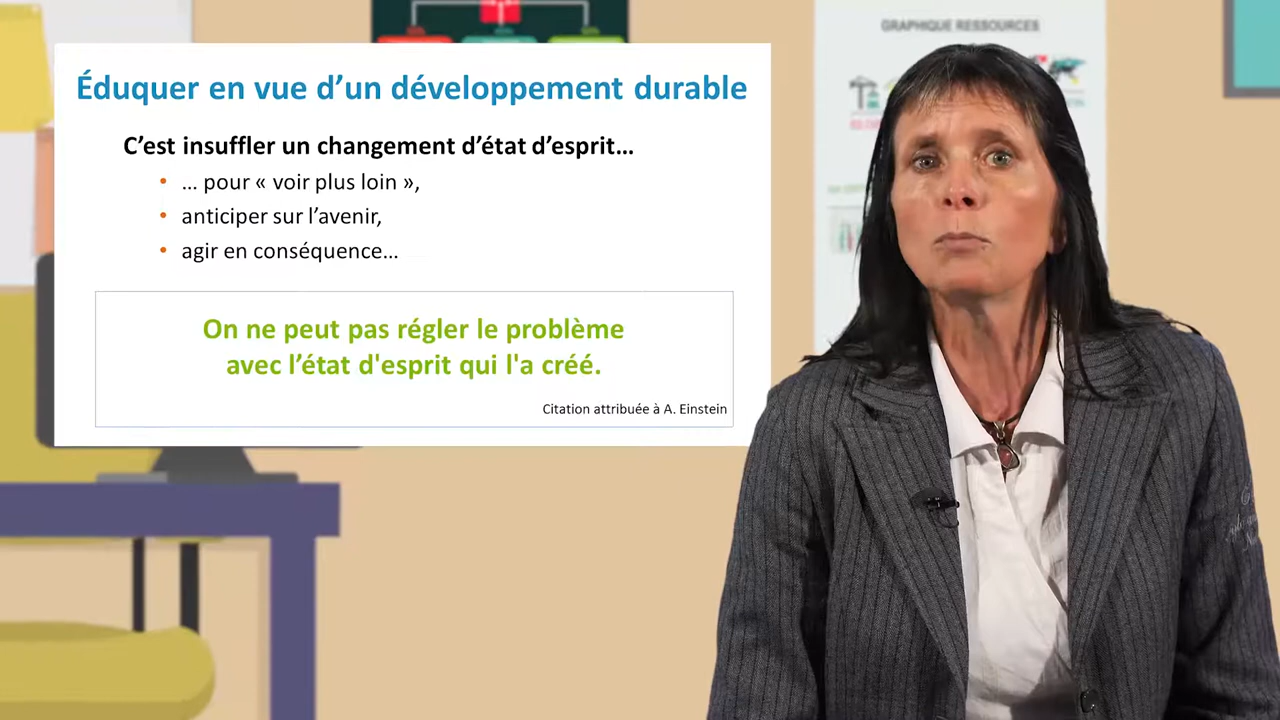 GRAPHIQUE RESSOURCES
Éduquer en vue d’un développement durable
C’est insuffler un changement d’état d’esprit…
• … pour « voir plus loin »,
• anticiper sur l’avenir,
• agir en conséquence…
On ne peut pas régler le problème
avec l’état d'esprit qui l'a créé.
Citation attribuée à A. Einstein